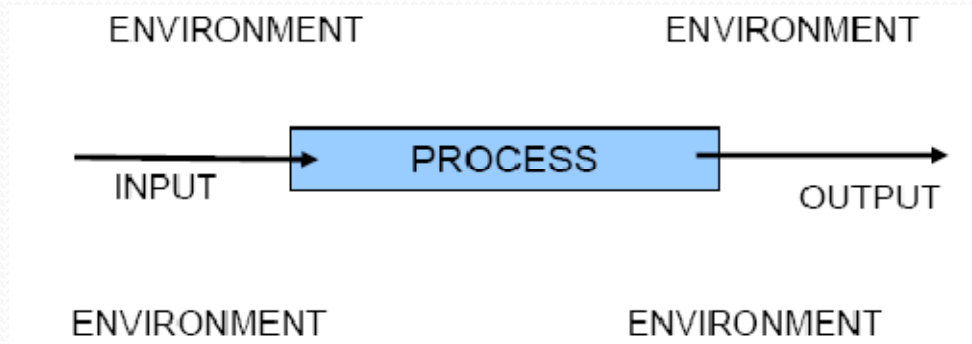 ENVIRONMENT ENVIRONMENT
PROCESS
INPUT
OUTPUT
ENVIRONMENT ENVIRONMENT